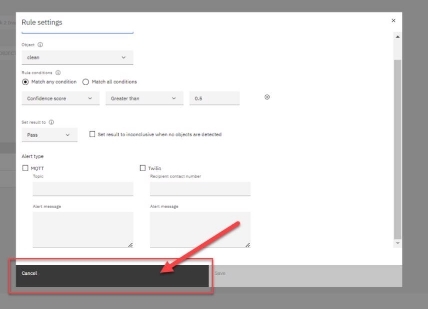 Rule settings
Object
clean
Rule conditions
Match any condition Match all conditions
Confidence score Greater than 0.8
Set result to
Pass Set result to inconclusive when no objects are detected
Alert type
MQTT Twilio
Topic Recipient contact number
Alert message Alert message
Cancel Save